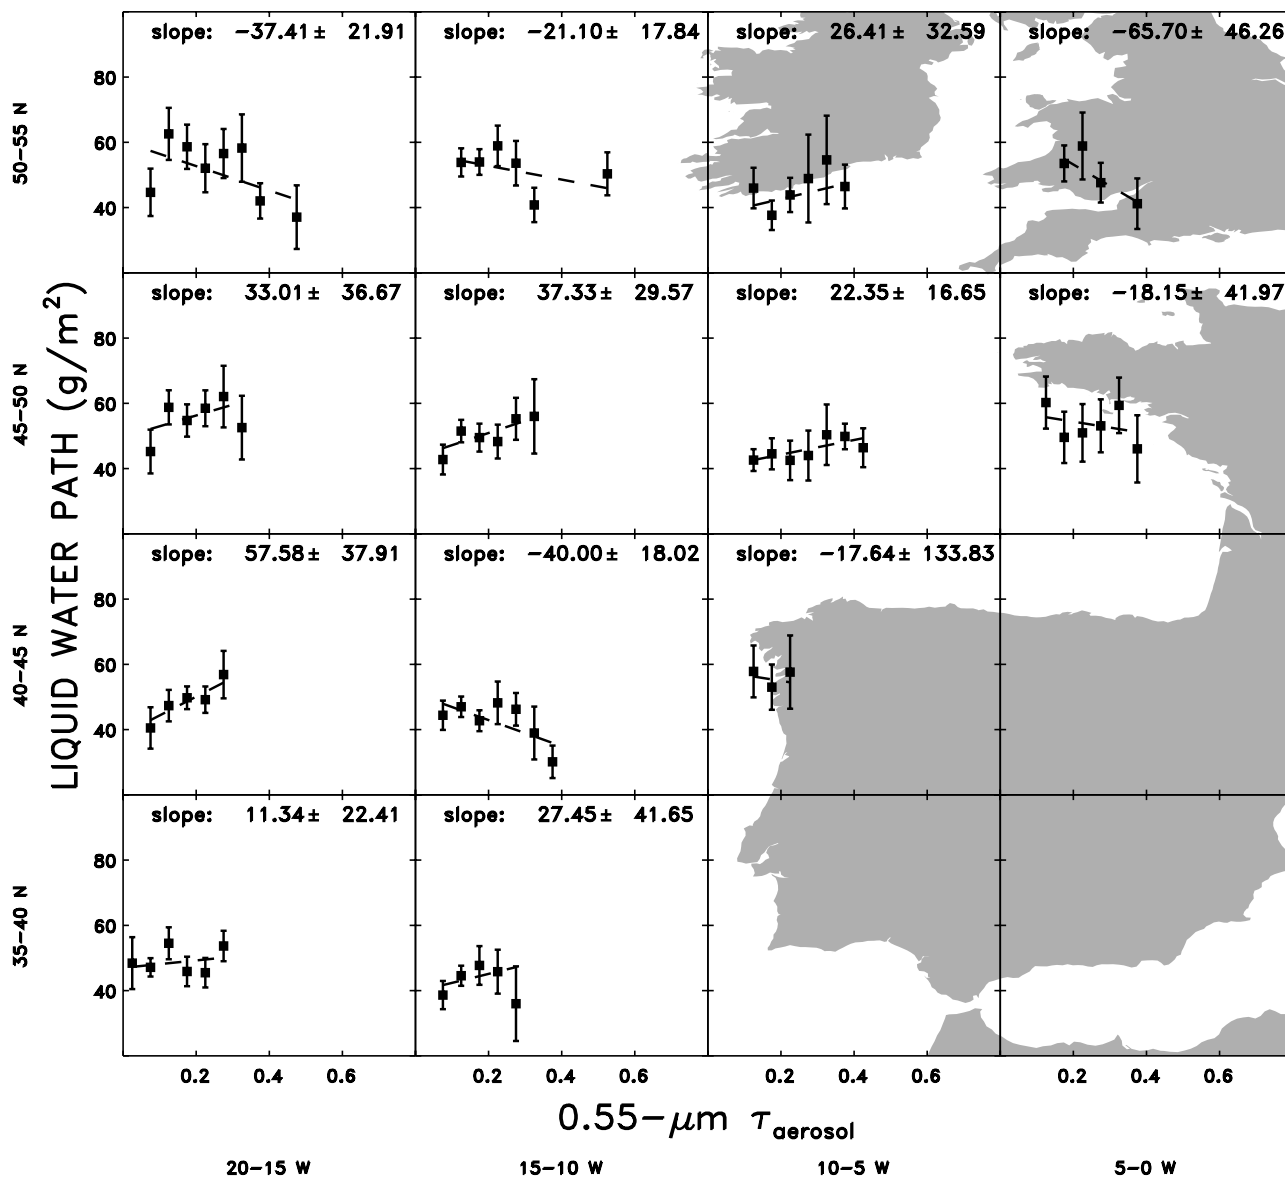 slope: −37.41± 21.91
slope: −21.10± 17.84
slope: 26.41± 32.59
slope: −65.70± 46.26
80
60
40
50−55 N
slope: 33.01± 36.67
slope: 37.33± 29.57
slope: 22.35± 16.65
slope: −18.15± 41.97
80
60
40
45−50 N
LIQUID WATER PATH (g/m²)
slope: 57.58± 37.91
slope: −40.00± 18.02
slope: −17.64± 133.83
80
60
40
40−45 N
slope: 11.34± 22.41
slope: 27.45± 41.65
80
60
40
35−40 N
0.2 0.4 0.6 0.2 0.4 0.6 0.2 0.4 0.6 0.2 0.4 0.6
0.55−μm τaerosol
20−15 W 15−10 W 10−5 W 5−0 W